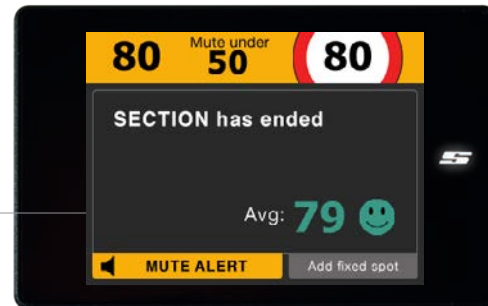 80 Mute under 50 80
SECTION has ended
Avg: 79
MUTE ALERT Add fixed spot